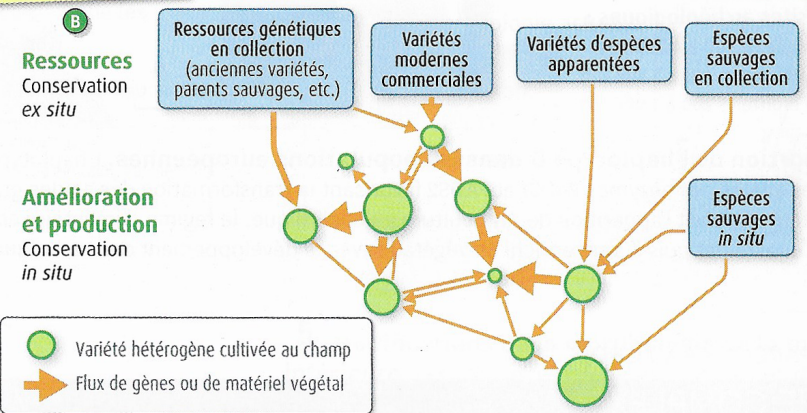 B
Ressources
Conservation
ex situ
Ressources génétiques
en collection
(anciennes variétés,
parents sauvages, etc.)
Variétés
modernes
commerciales
Variétés d'espèces
apparentées
Espèces
sauvages
en collection
Amélioration
et production
Conservation
in situ
Espèces
sauvages
in situ
Variété hétérogène cultivée au champ
Flux de gènes ou de matériel végétal